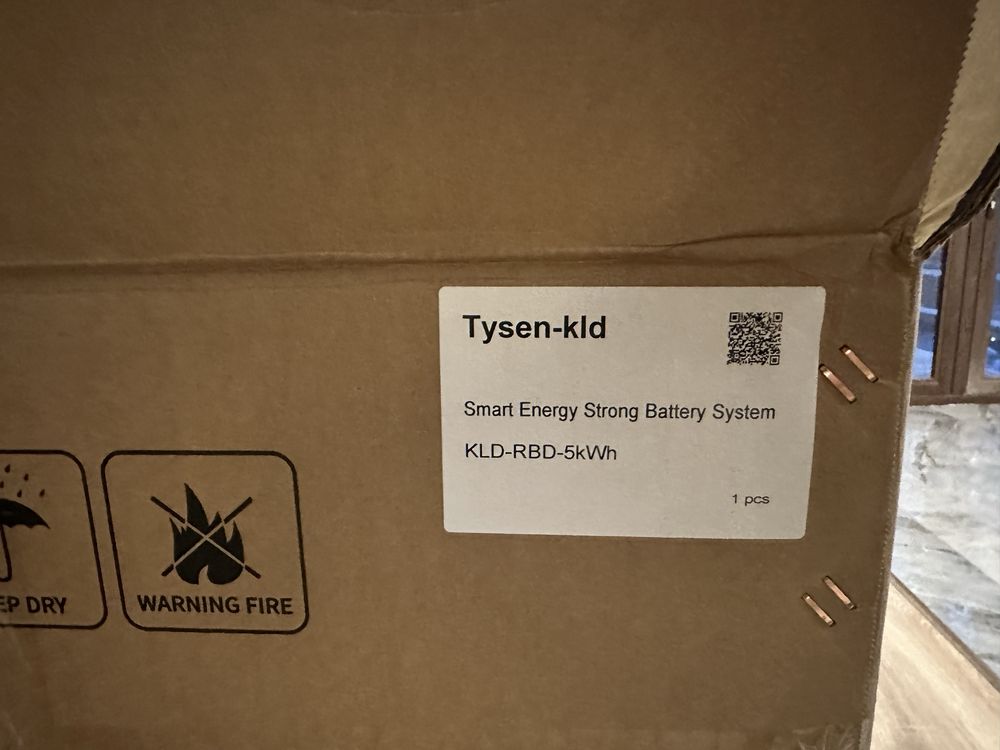 Tysen-kld
Smart Energy Strong Battery System
KLD-RBD-5kWh
1 pcs
EP DRY
WARNING FIRE